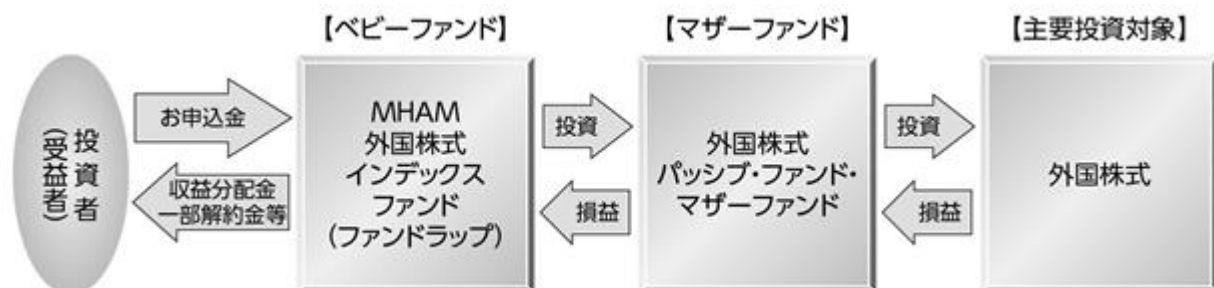 【ベビーファンド】
【マザーファンド】
【主要投資対象】
投資者
(受益者)
お申込金
収益分配金
一部解約金等
MHAM
外国株式
インデックス
ファンド
(ファンドラップ)
投資
損益
外国株式
パッシブ・ファンド・
マザーファンド
投資
損益
外国株式